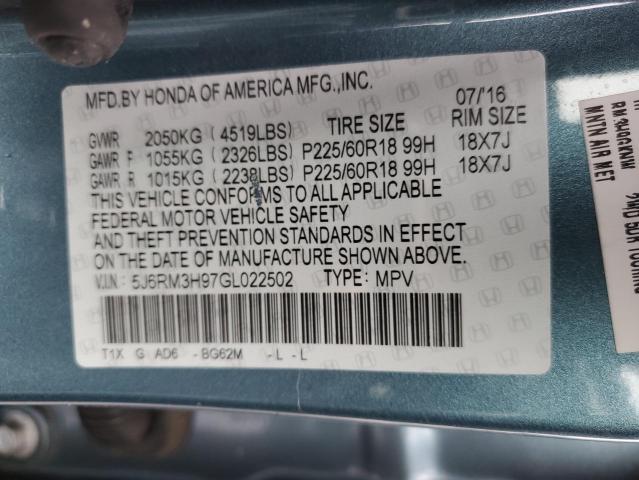 MFD.BY HONDA OF AMERICA MFG.,INC. 07/'16
GVWR 2050KG (4519LBS) TIRE SIZE RIM SIZE
GAWR F 1055KG (2326LBS) P225/60R18 99H 18X7J
GAWR R 1015KG (2238LBS) P225/60R18 99H 18X7J
THIS VEHICLE CONFORMS TO ALL APPLICABLE
FEDERAL MOTOR VEHICLE SAFETY
AND THEFT PREVENTION STANDARDS IN EFFECT
ON DATE OF MANUFACTURE SHOWN ABOVE.
V.I.N.: 5J6RM3H97GL022502 TYPE: MPV
T1X G AD6 -BG62M -L -L
MNTN AIR MET